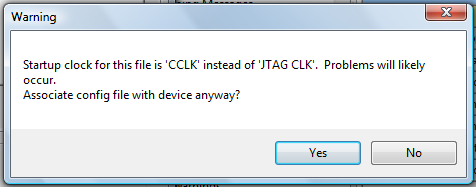 Warning
Startup clock for this file is 'CCLK' instead of 'JTAG CLK'.  Problems will likely
occur.
Associate config file with device anyway?
Yes
No